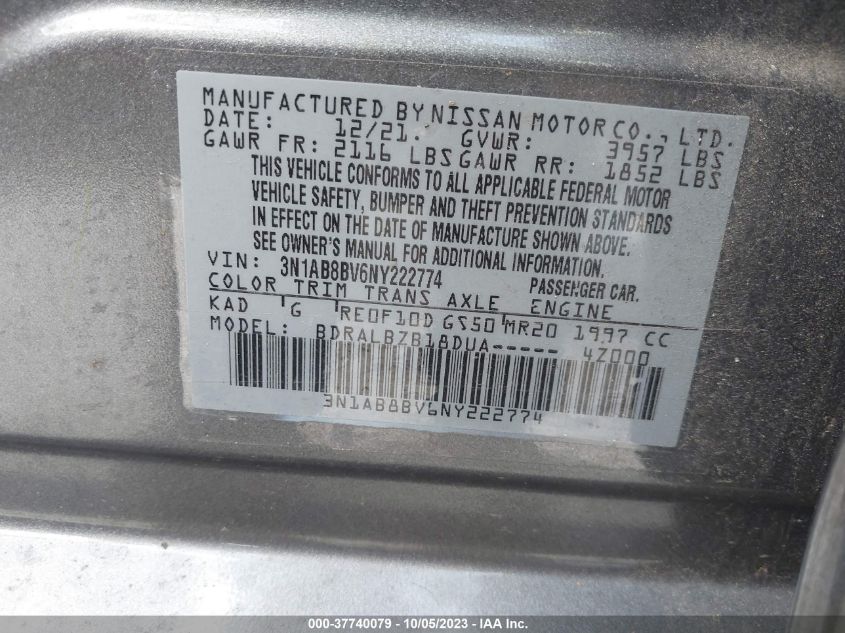 MANUFACTURED BY NISSAN MOTOR CO., LTD.
DATE: 12/21. GVWR: 3957 LBS
GAWR FR: 2116 LBS GAWR RR: 1852 LBS
THIS VEHICLE CONFORMS TO ALL APPLICABLE FEDERAL MOTOR
VEHICLE SAFETY, BUMPER AND THEFT PREVENTION STANDARDS
IN EFFECT ON THE DATE OF MANUFACTURE SHOWN ABOVE.
SEE OWNER'S MANUAL FOR ADDITIONAL INFORMATION.
VIN: 3N1AB8BV6NY222774 PASSENGER CAR.
COLOR TRIM TRANS AXLE ENGINE
KAD G RE0F10D GS50 MR20 1997 CC
MODEL: BDRALBZB18DUA----- 4Z000
3N1AB8BV6NY222774
000-37740079 - 10/05/2023 - IAA Inc.